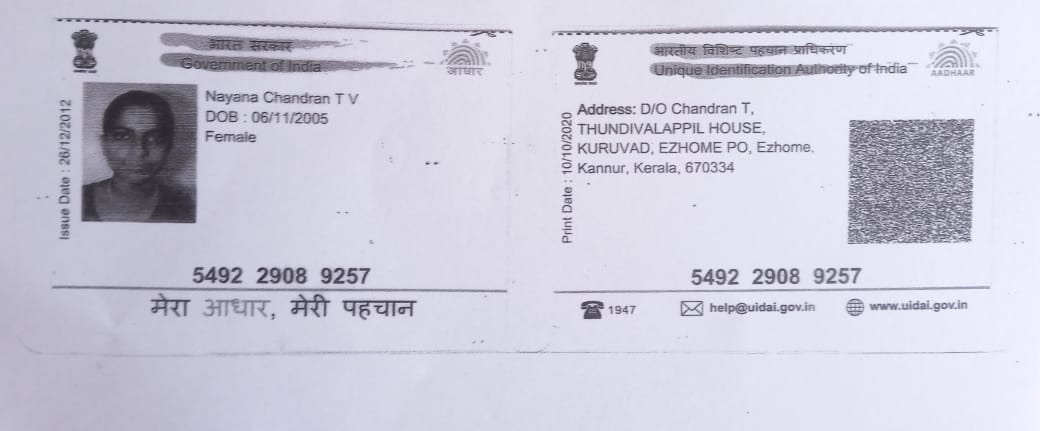 भारत सरकार
Government of India
आधार
Issue Date : 26/12/2012
Nayana Chandran T V
DOB : 06/11/2005
Female
5492 2908 9257
मेरा आधार, मेरी पहचान
भारतीय विशिष्ट पहचान प्राधिकरण
Unique Identification Authority of India
AADHAAR
Print Date : 10/10/2020
Address: D/O Chandran T,
THUNDIVALAPPIL HOUSE,
KURUVAD, EZHOME PO, Ezhome,
Kannur, Kerala, 670334
5492 2908 9257
1947 help@uidai.gov.in www.uidai.gov.in